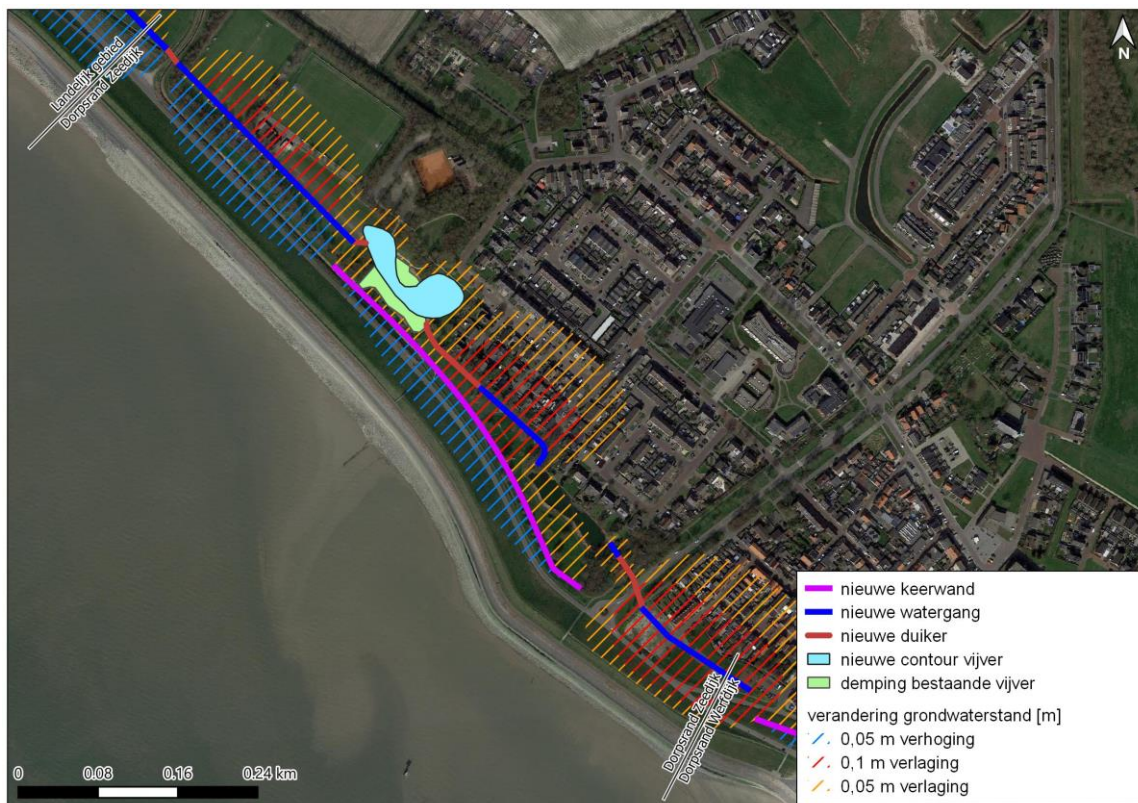 Landelijk gebied
Dorpsrand Zeedijk
N
Dorpsrand Zeedijk
Dorpsrand Werfdijk
nieuwe keerwand
nieuwe watergang
nieuwe duiker
nieuwe contour vijver
demping bestaande vijver
verandering grondwaterstand [m]
0,05 m verhoging
0,1 m verlaging
0,05 m verlaging
0 0.08 0.16 0.24 km